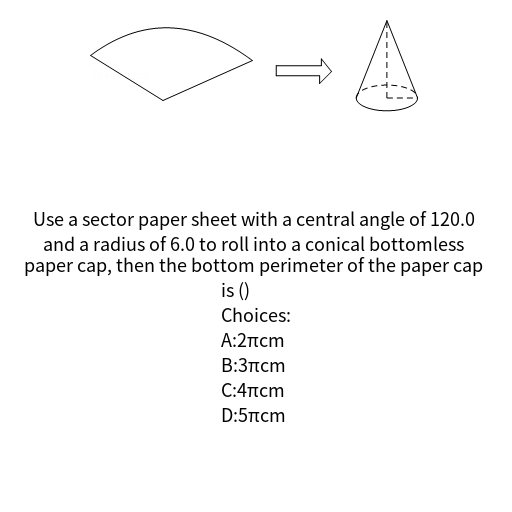 Use a sector paper sheet with a central angle of 120.0
and a radius of 6.0 to roll into a conical bottomless
paper cap, then the bottom perimeter of the paper cap
is ()
Choices:
A:2πcm
B:3πcm
C:4πcm
D:5πcm